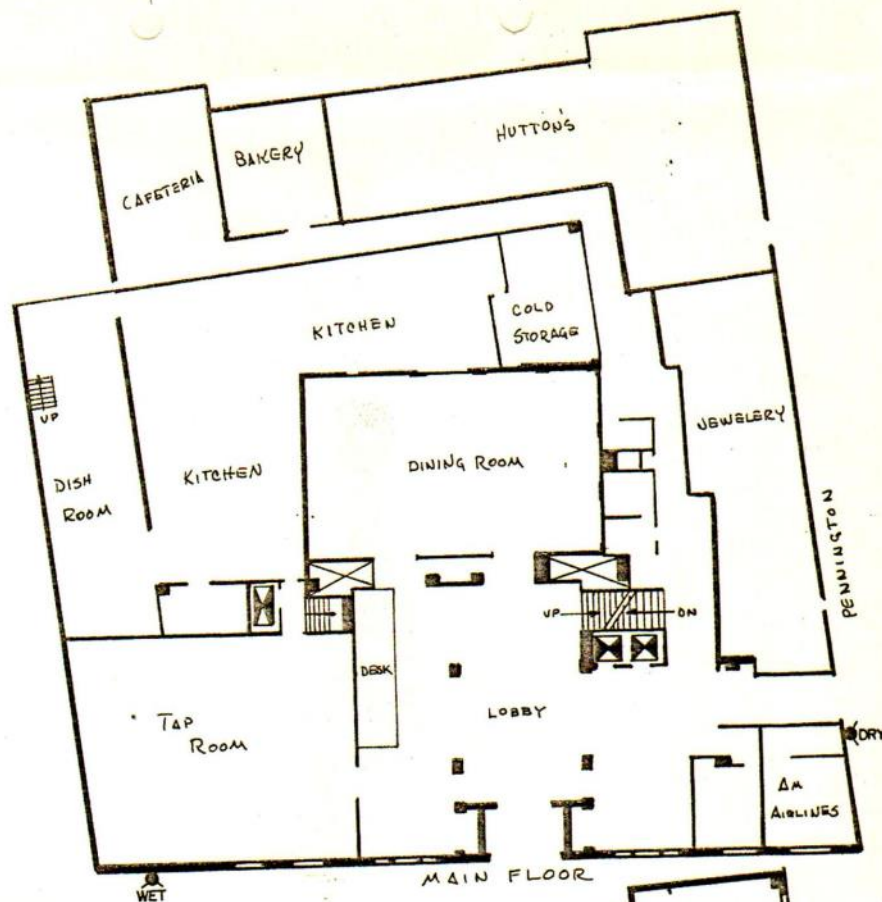 HUTTON'S
BAKERY
CAFETERIA
KITCHEN
COLD
STORAGE
UP
JEWELERY
DINING ROOM
KITCHEN
DISH
ROOM
PENNINGTON
UP
DN
DESK
LOBBY
TAP
ROOM
DRY
AM
AIRLINES
MAIN FLOOR
WET